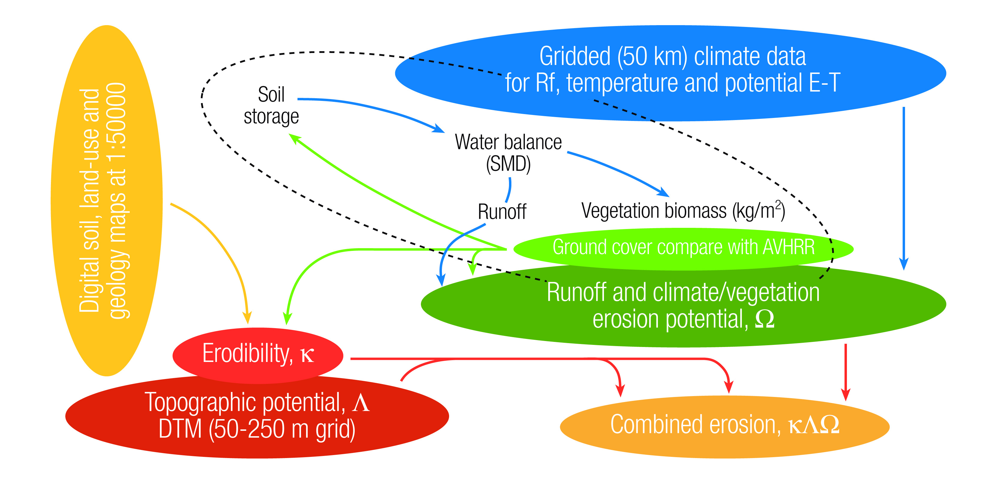 Digital soil, land-use and
geology maps at 1:50000
Gridded (50 km) climate data
for Rf, temperature and potential E-T
Soil
storage
Water balance
(SMD)
Runoff
Vegetation biomass (kg/m²)
Ground cover compare with AVHRR
Runoff and climate/vegetation
erosion potential, Ω
Erodibility, κ
Topographic potential, Λ
DTM (50-250 m grid)
Combined erosion, κΛΩ